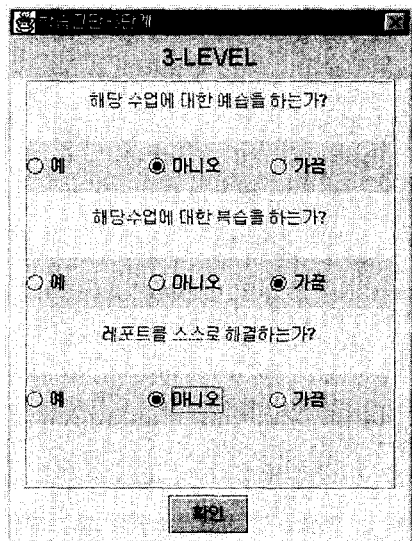 3-LEVEL
해당 수업에 대한 예습을 하는가?
예 아니오 가끔
해당수업에 대한 복습을 하는가?
예 아니오 가끔
레포트를 스스로 해결하는가?
예 아니오 가끔
확인